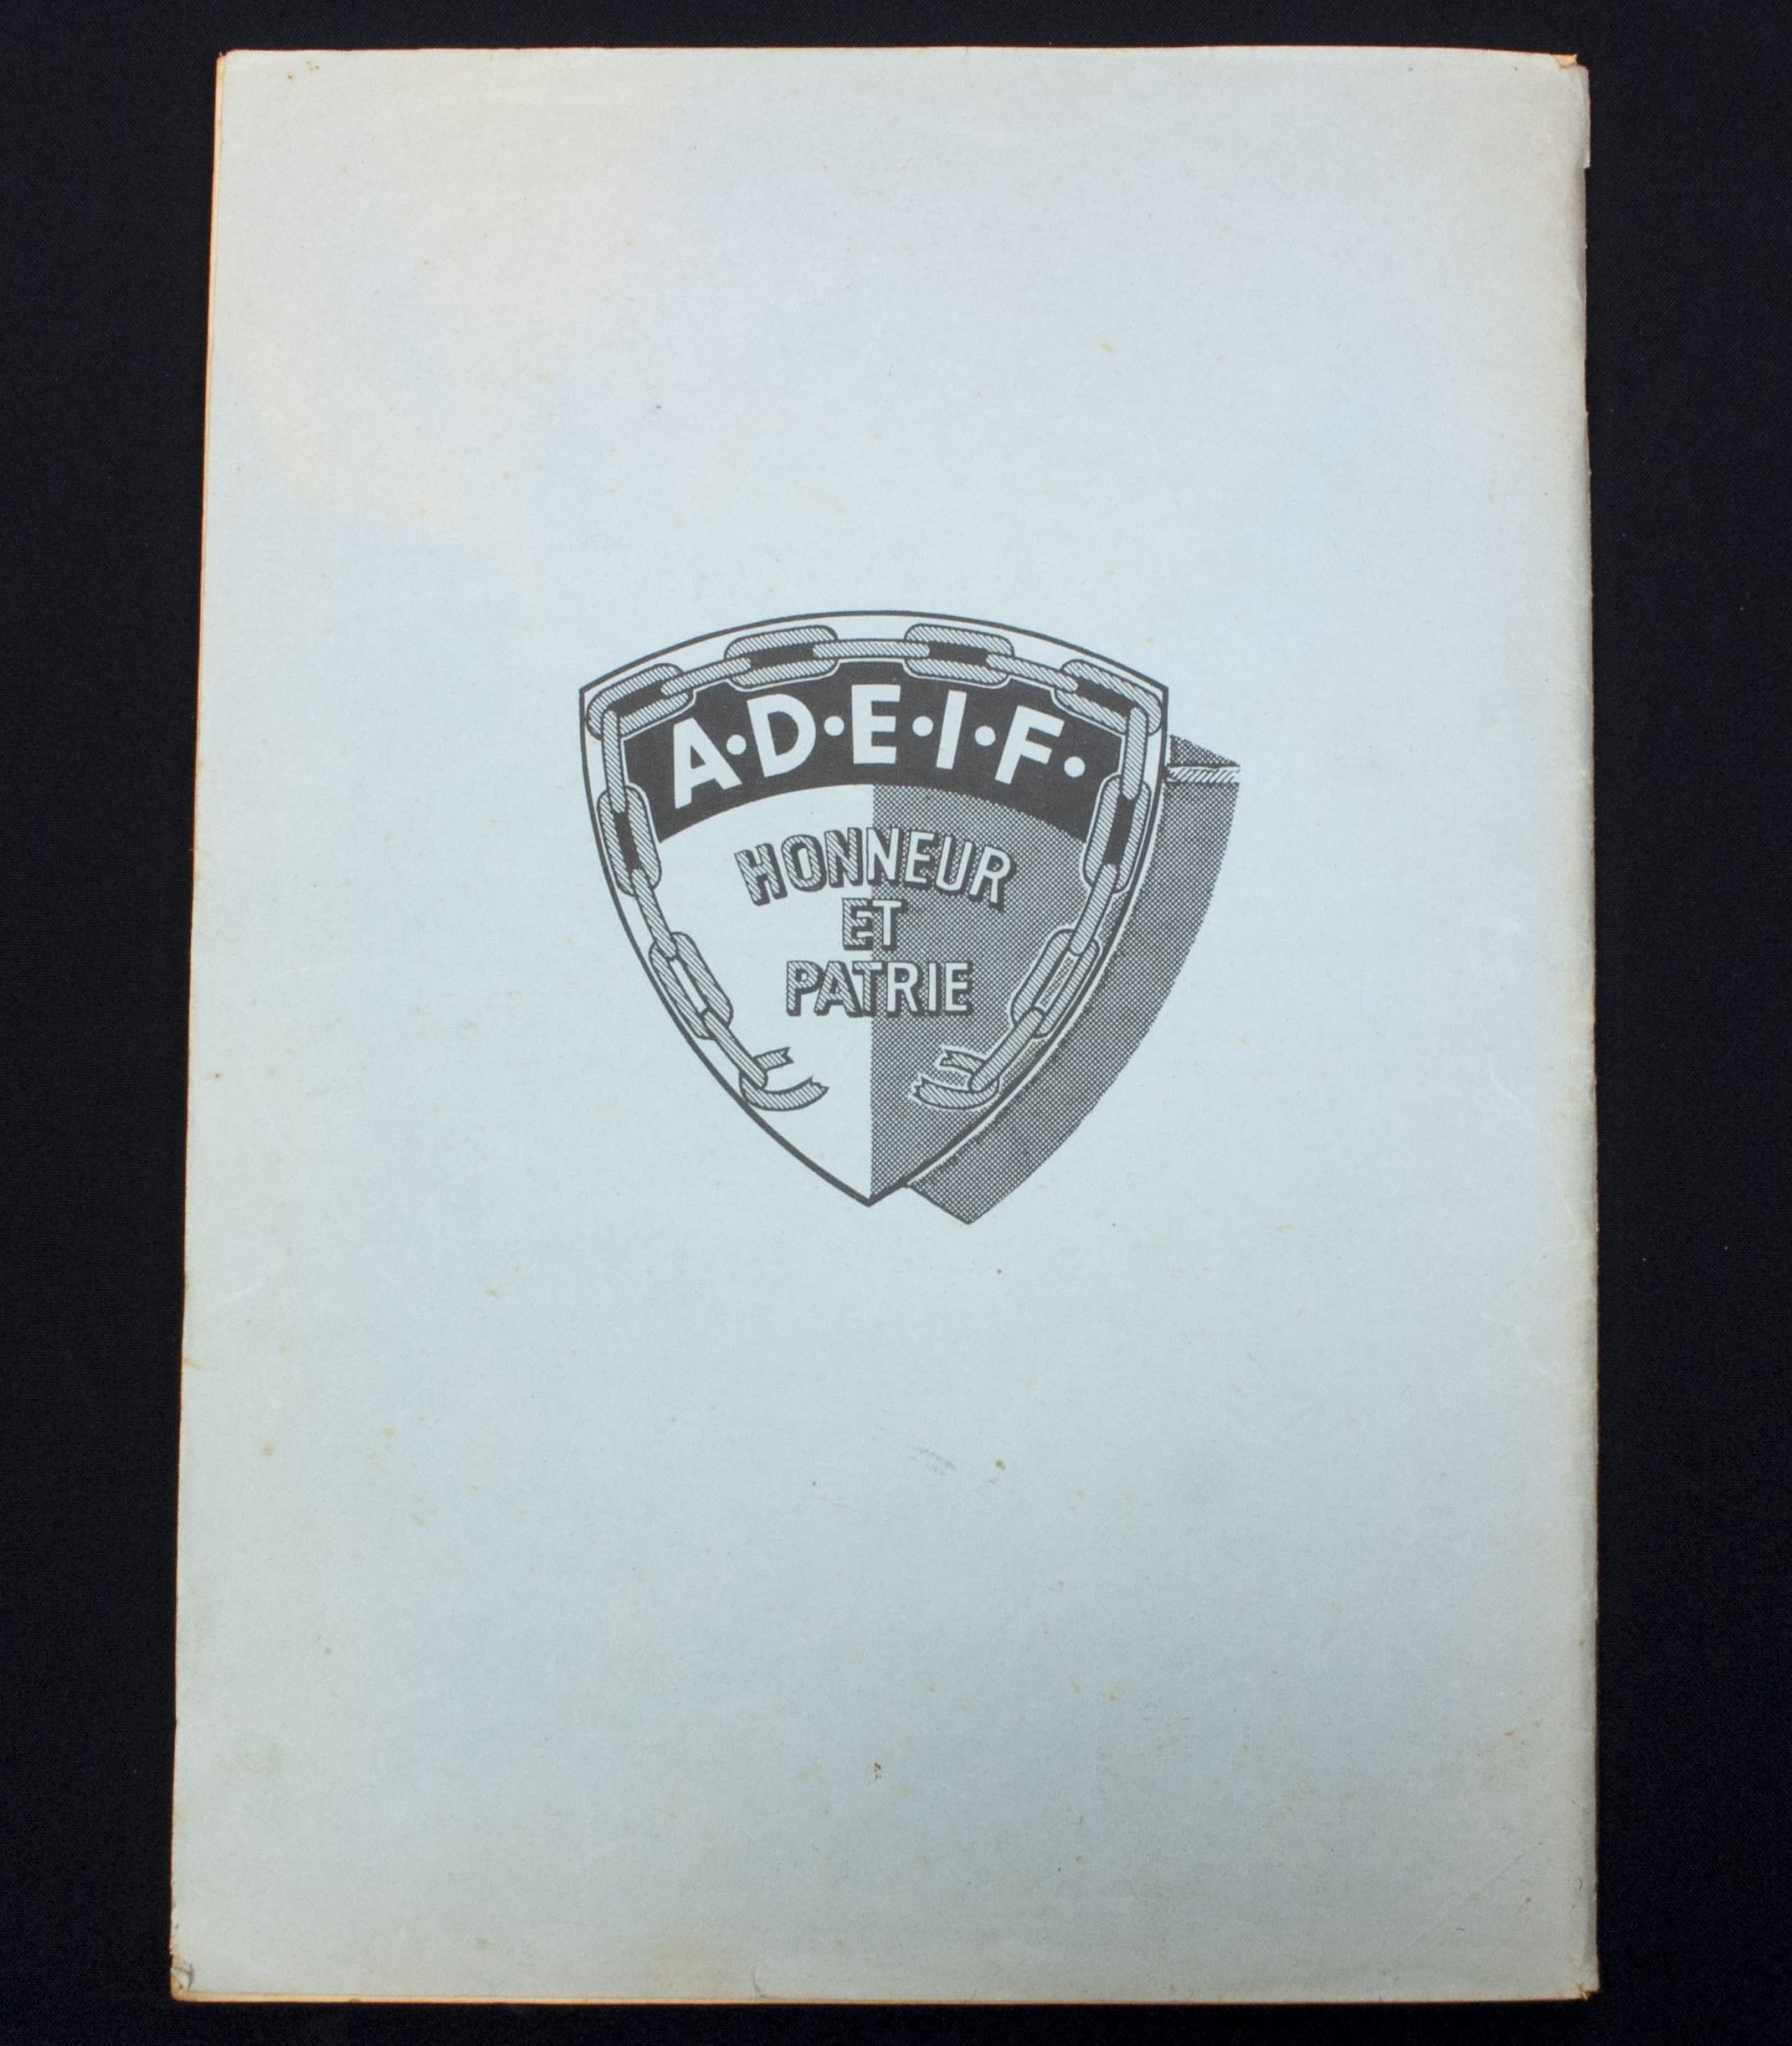 A·D·E·I·F·
HONNEUR
ET
PATRIE